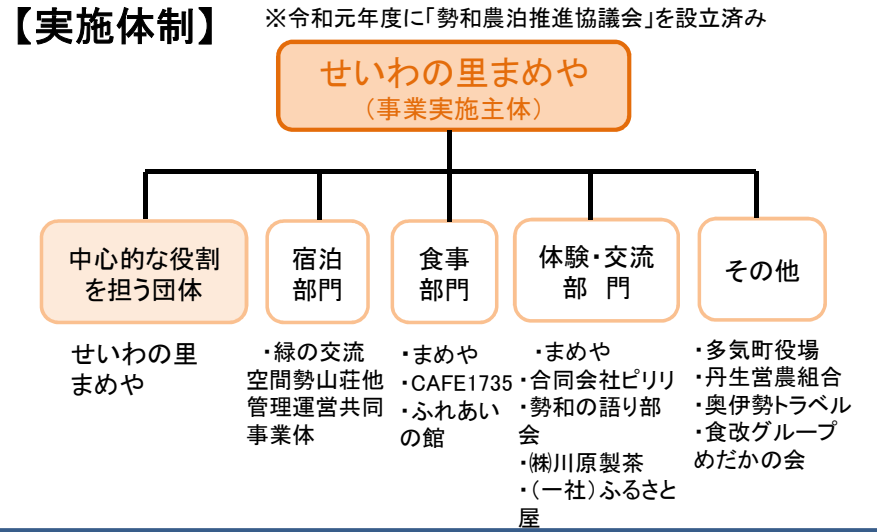 【実施体制】
※令和元年度に「勢和農泊推進協議会」を設立済み
せいわの里まめや
（事業実施主体）
中心的な役割
を担う団体
せいわの里
まめや
宿泊
部門
・緑の交流
空間勢山荘他
管理運営共同
事業体
食事
部門
・まめや
・CAFE1735
・ふれあい
の館
体験・交流
部　門
・まめや
・合同会社ピリリ
・勢和の語り部
会
・㈱川原製茶
・（一社）ふるさと
屋
その他
・多気町役場
・丹生営農組合
・奥伊勢トラベル
・食改グループ
めだかの会